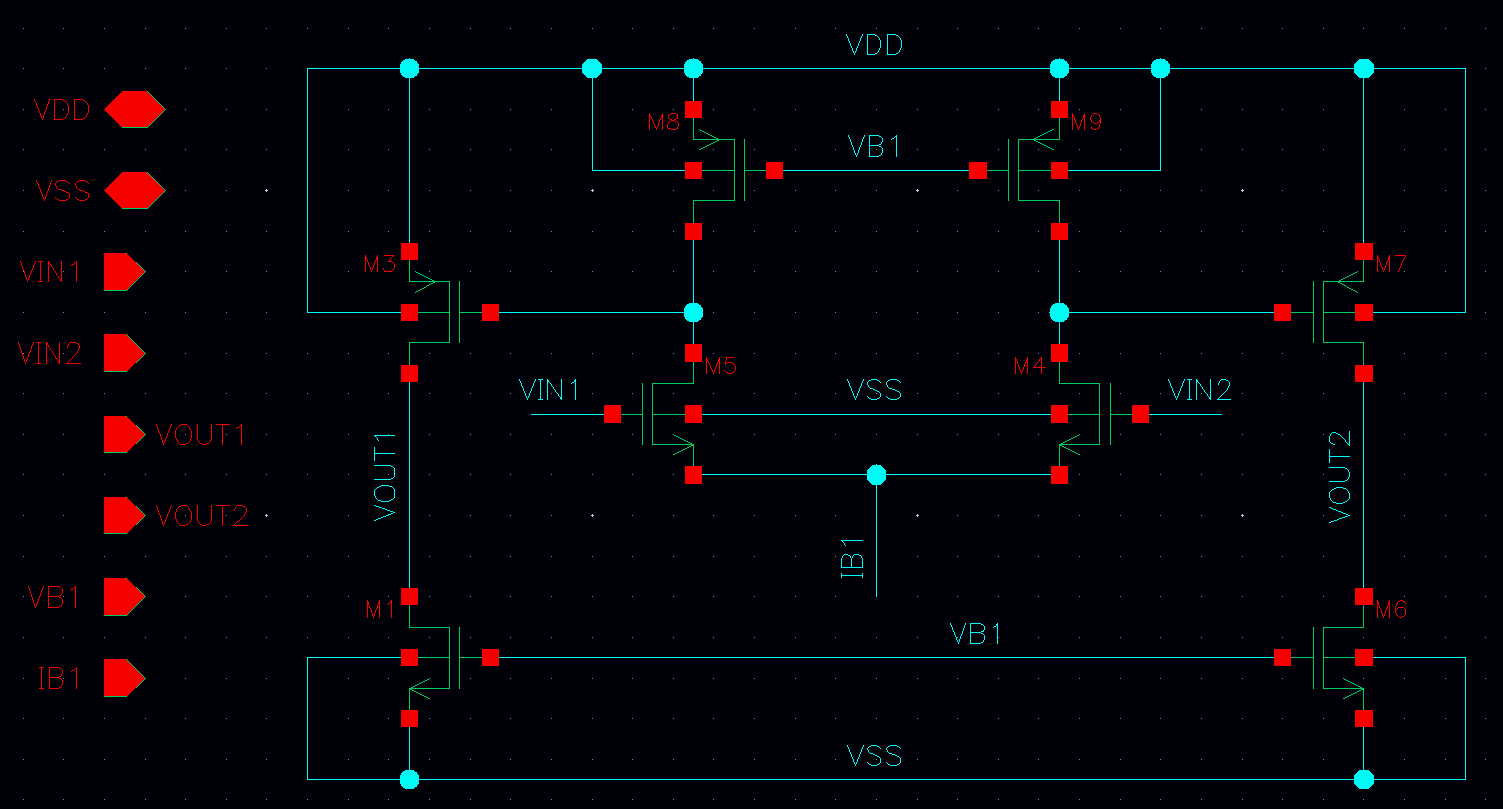 VDD
VDD
M8
M9
VB1
VSS
VIN1
M3
M7
VIN2
M5
M4
VIN1
VSS
VIN2
VOUT1
VOUT1
VOUT2
VOUT2
IB1
VB1
M1
M6
VB1
IB1
VSS